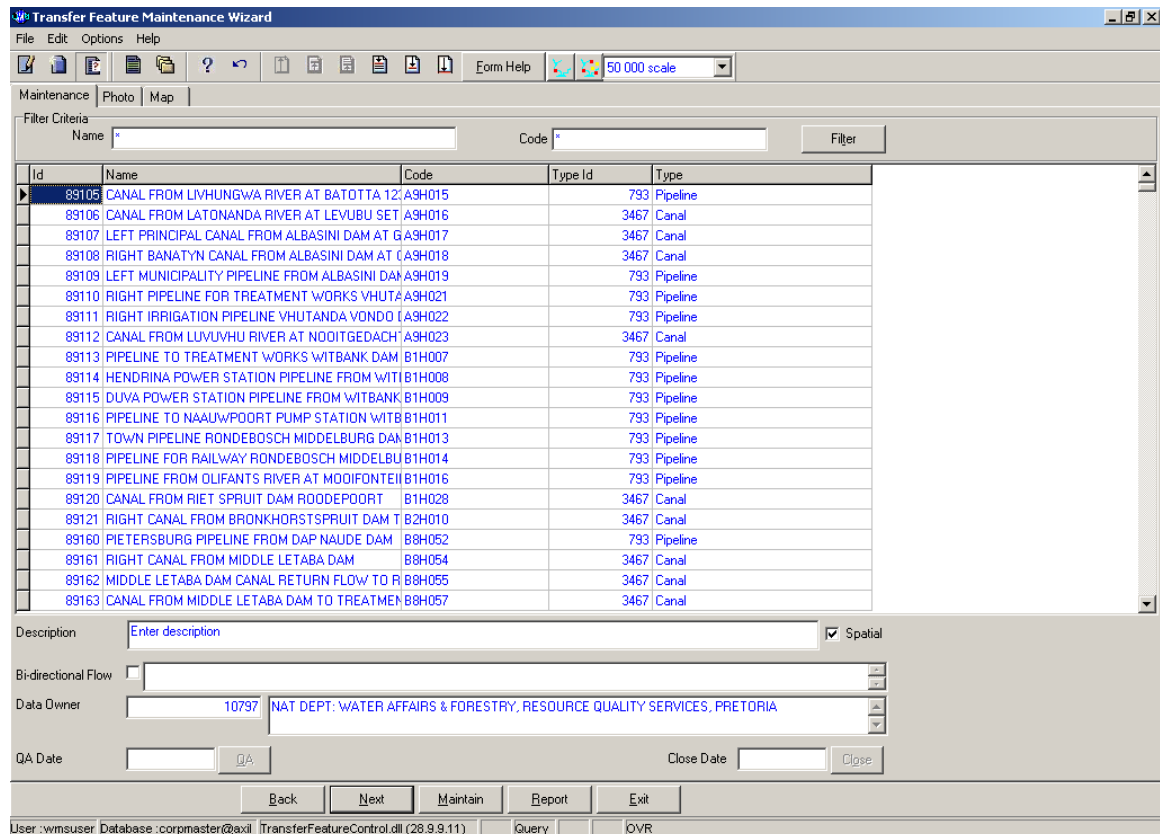 Transfer Feature Maintenance Wizard
File Edit Options Help
Form Help 50 000 scale
Maintenance Photo Map
Filter Criteria
Name * Code * Filter
Id Name Code Type Id Type
89105 CANAL FROM LIVHUNGWA RIVER AT BATOTTA 123 A9H015 793 Pipeline
89106 CANAL FROM LATONANDA RIVER AT LEVUBU SET A9H016 3467 Canal
89107 LEFT PRINCIPAL CANAL FROM ALBASINI DAM AT G A9H017 3467 Canal
89108 RIGHT BANATYN CANAL FROM ALBASINI DAM AT A9H018 3467 Canal
89109 LEFT MUNICIPALITY PIPELINE FROM ALBASINI DAM A9H019 793 Pipeline
89110 RIGHT PIPELINE FOR TREATMENT WORKS VHUTA A9H021 793 Pipeline
89111 RIGHT IRRIGATION PIPELINE VHUTANDA VONDO A9H022 793 Pipeline
89112 CANAL FROM LUVUVHU RIVER AT NOOITGEDACHT A9H023 3467 Canal
89113 PIPELINE TO TREATMENT WORKS WITBANK DAM B1H007 793 Pipeline
89114 HENDRINA POWER STATION PIPELINE FROM WITB B1H008 793 Pipeline
89115 DUVA POWER STATION PIPELINE FROM WITBANK B1H009 793 Pipeline
89116 PIPELINE TO NAAUWPOORT PUMP STATION WITB B1H011 793 Pipeline
89117 TOWN PIPELINE RONDEBOSCH MIDDELBURG DAM B1H013 793 Pipeline
89118 PIPELINE FOR RAILWAY RONDEBOSCH MIDDELBU B1H014 793 Pipeline
89119 PIPELINE FROM OLIFANTS RIVER AT MOOIFONTEI B1H016 793 Pipeline
89120 CANAL FROM RIET SPRUIT DAM ROODEPOORT B1H028 3467 Canal
89121 RIGHT CANAL FROM BRONKHORSTSPRUIT DAM T B2H010 3467 Canal
89160 PIETERSBURG PIPELINE FROM DAP NAUDE DAM B8H052 793 Pipeline
89161 RIGHT CANAL FROM MIDDLE LETABA DAM B8H054 3467 Canal
89162 MIDDLE LETABA DAM CANAL RETURN FLOW TO R B8H055 3467 Canal
89163 CANAL FROM MIDDLE LETABA DAM TO TREATMEN B8H057 3467 Canal
Description Enter description Spatial
Bi-directional Flow
Data Owner 10797 NAT DEPT: WATER AFFAIRS & FORESTRY, RESOURCE QUALITY SERVICES, PRETORIA
QA Date QA Close Date Close
Back Next Maintain Report Exit
User :wmsuser Database :corpmaster@axil TransferFeatureControl.dll (28.9.9.11) Query OVR